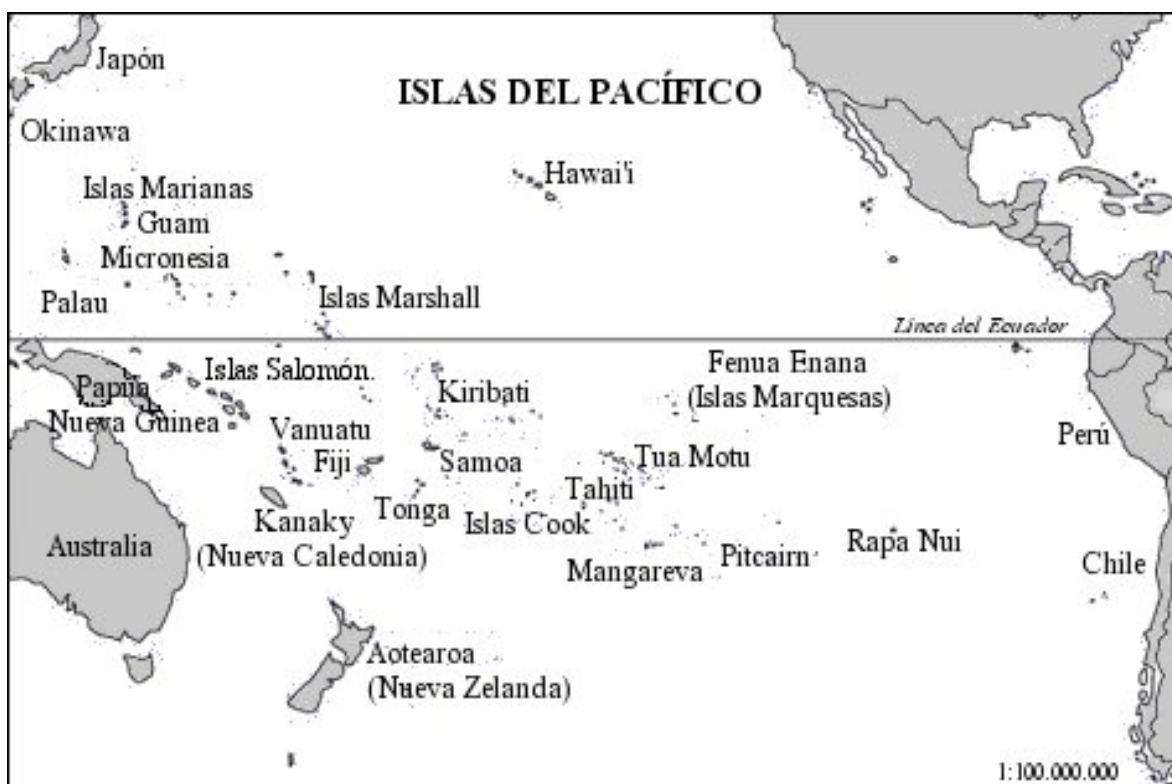 Japón
ISLAS DEL PACÍFICO
Okinawa
Hawai'i
Islas Marianas
Guam
Micronesia
Palau
Islas Marshall
Línea del Ecuador
Islas Salomón.
Fenua Enana
(Islas Marquesas)
Papúa
Nueva Guinea
Kiribati
Vanuatu
Perú
Fiji
Samoa
Tua Motu
Tahiti
Tonga
Islas Cook
Kanaky
(Nueva Caledonia)
Australia
Mangareva
Pitcairn
Rapa Nui
Chile
Aotearoa
(Nueva Zelanda)
1:100.000.000